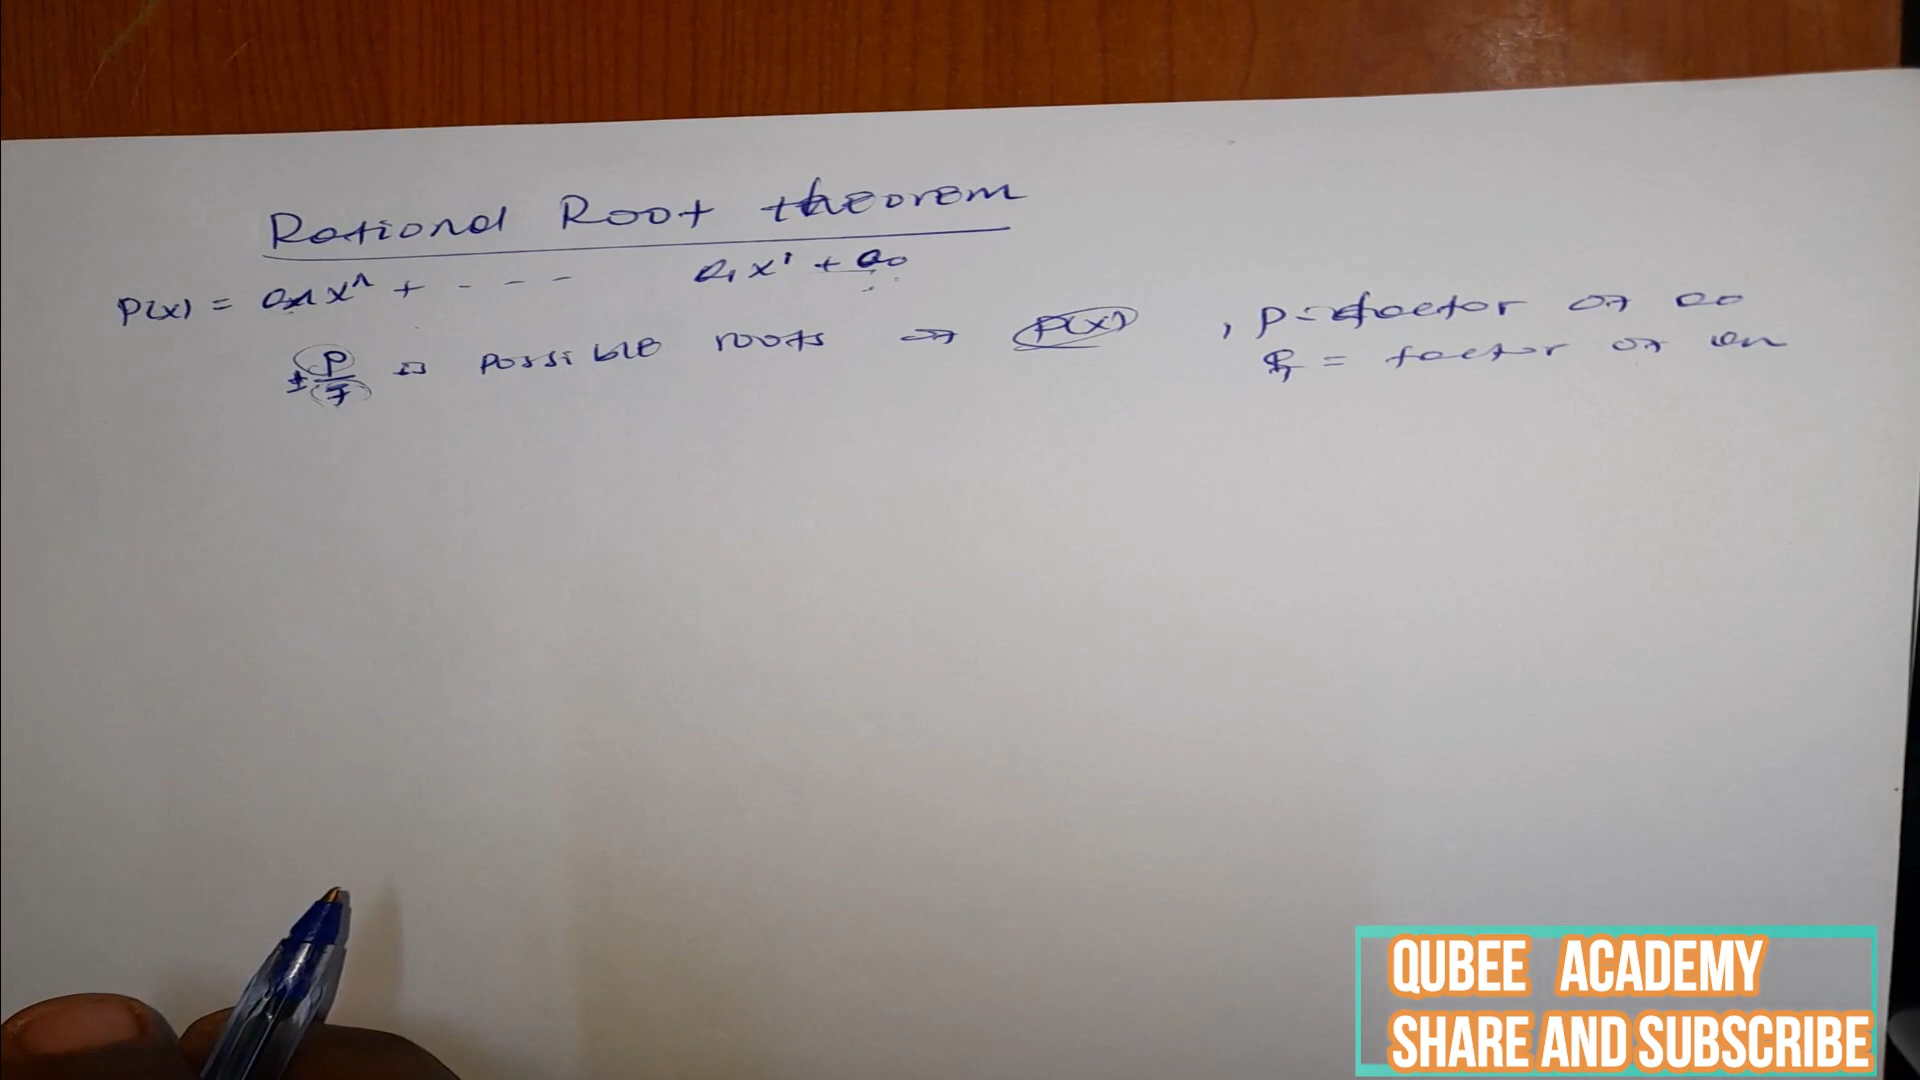 Rational Root theorem
P(x) = anx^n + - - - a1x^1 + a0
± P/q is possible roots of P(x) , P = factor of a0
q = factor of an
QUBEE ACADEMY
SHARE AND SUBSCRIBE